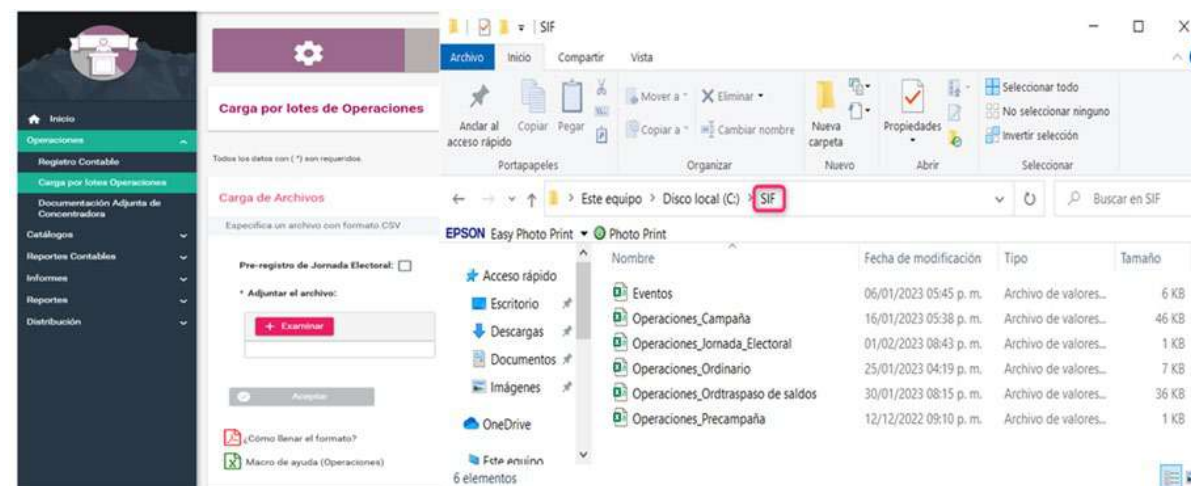 Inicio
Operaciones
Registro Contable
Carga por lotes Operaciones
Documentación Adjunta de
Concentradora
Catálogos
Reportes Contables
Informes
Reportes
Distribución
Carga por lotes de Operaciones
Todos los datos con (*) son requeridos.
Carga de Archivos
Especifica un archivo con formato CSV
Pre-registro de Jornada Electoral:
* Adjuntar el archivo:
+ Examinar
Aceptar
¿Cómo llenar el formato?
Macro de ayuda (Operaciones)
SIF
Archivo Inicio Compartir Vista
Anclar al
acceso rápido
Copiar Pegar
Mover a Eliminar
Copiar a Cambiar nombre
Nueva
carpeta
Propiedades
Seleccionar todo
No seleccionar ninguno
Invertir selección
Portapapeles Organizar Nuevo Abrir Seleccionar
Este equipo > Disco local (C:) > SIF
Buscar en SIF
EPSON Easy Photo Print Photo Print
Acceso rápido
Escritorio
Descargas
Documentos
Imágenes
OneDrive
Este equipo
Nombre Fecha de modificación Tipo Tamaño
Eventos 06/01/2023 05:45 p. m. Archivo de valores... 6 KB
Operaciones_Campaña 16/01/2023 05:38 p. m. Archivo de valores... 46 KB
Operaciones_Jornada_Electoral 01/02/2023 08:43 p. m. Archivo de valores... 1 KB
Operaciones_Ordinario 25/01/2023 04:19 p. m. Archivo de valores... 7 KB
Operaciones_Ordtraspaso de saldos 30/01/2023 08:15 p. m. Archivo de valores... 36 KB
Operaciones_Precampaña 12/12/2022 09:10 p. m. Archivo de valores... 1 KB
6 elementos